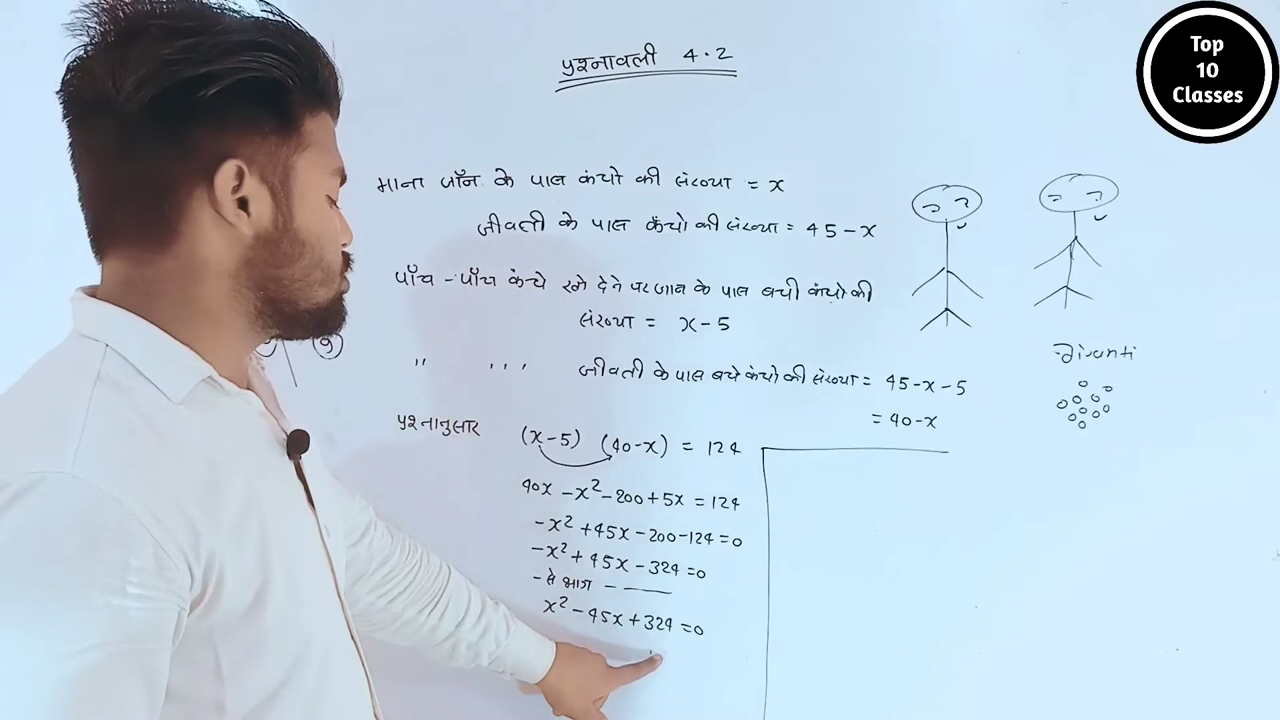 Top
10
Classes
प्रश्नावली 4.2
माना जॉन के पास कंचो की संख्या = x
जीवंती के पास कंचो की संख्या = 45-x
पाँच - पाँच कंचे खो देने पर जान के पास बची कंचो की
संख्या = x-5
" ,,, जीवती के पास बचे कंचो की संख्या = 45-x-5
= 40-x
प्रश्नानुसार (x-5) (40-x) = 124
40x -x²-200+5x = 124
-x²+45x-200-124=0
-x²+45x-324=0
- से भाग -
x²-45x+324=0
Jivanti